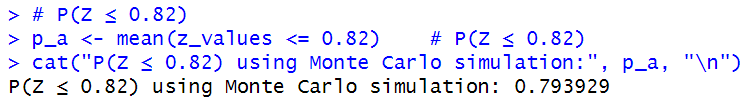 > # P(Z ≤ 0.82)
> p_a <- mean(z_values <= 0.82)    # P(Z ≤ 0.82)
> cat("P(Z ≤ 0.82) using Monte Carlo simulation:", p_a, "\n")
P(Z ≤ 0.82) using Monte Carlo simulation: 0.793929